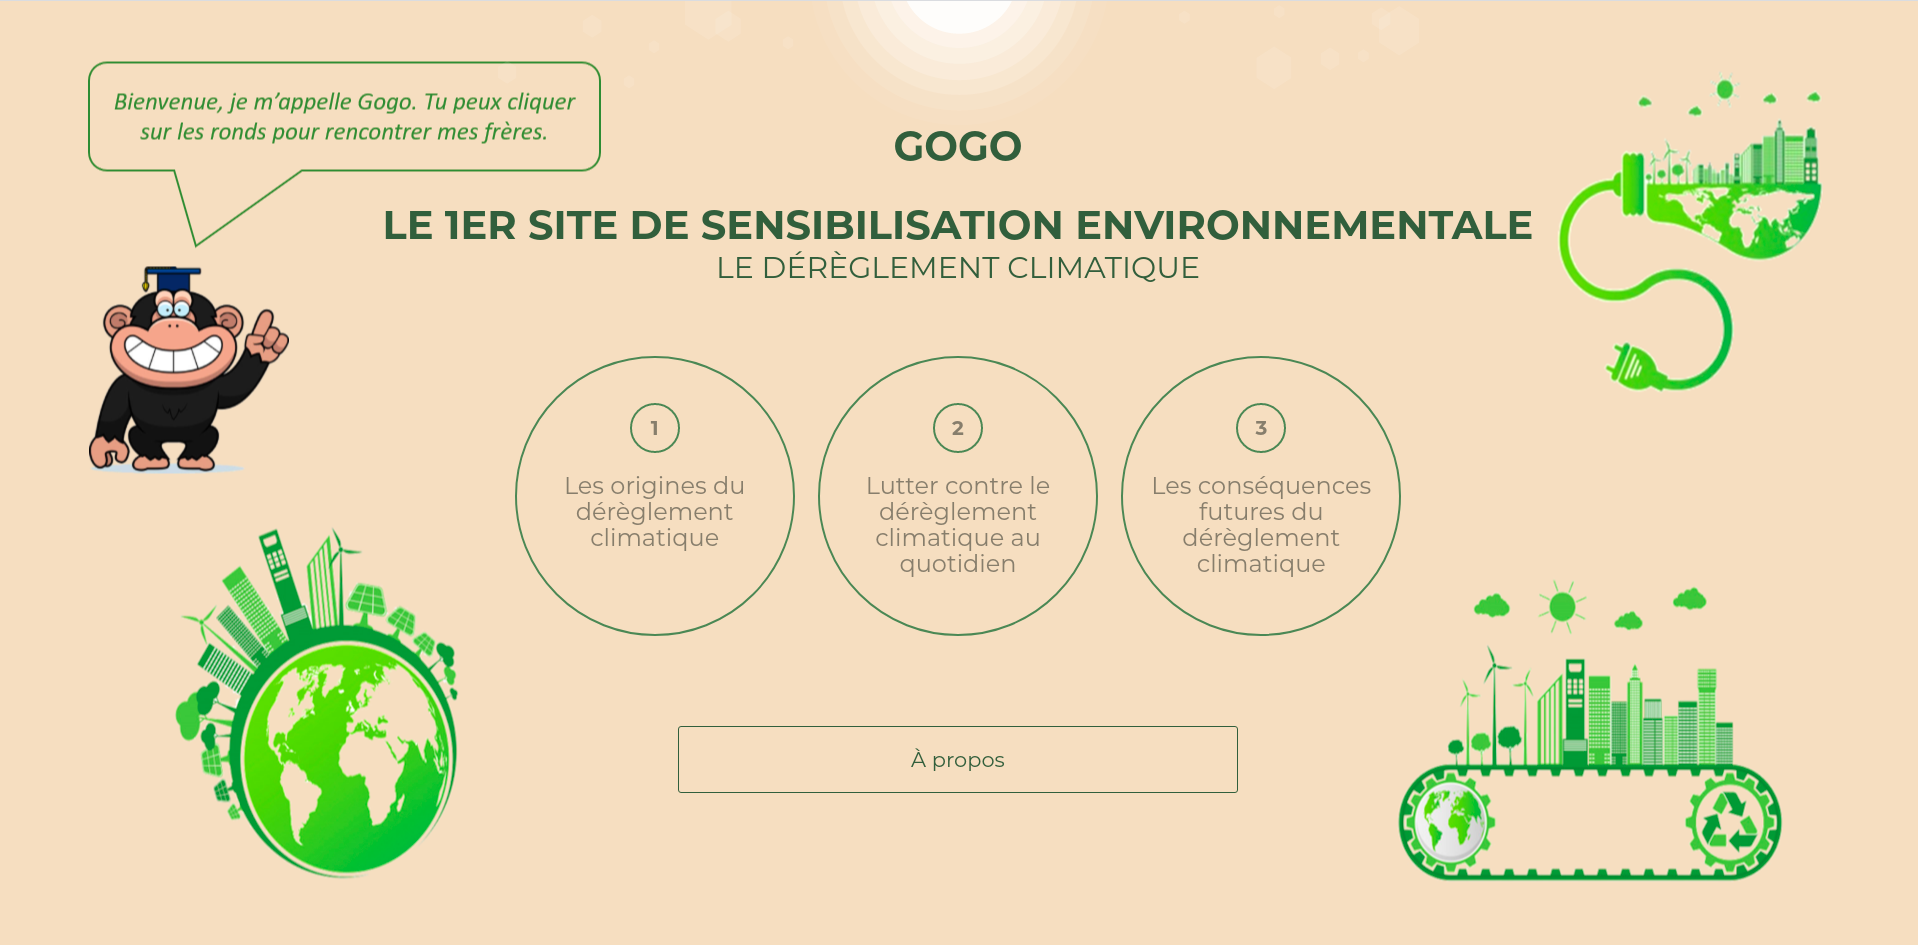 Bienvenue, je m’appelle Gogo. Tu peux cliquer
sur les ronds pour rencontrer mes frères.
GOGO
LE 1ER SITE DE SENSIBILISATION ENVIRONNEMENTALE
LE DÉRÈGLEMENT CLIMATIQUE
1
Les origines du
dérèglement
climatique
2
Lutter contre le
dérèglement
climatique au
quotidien
3
Les conséquences
futures du
dérèglement
climatique
À propos